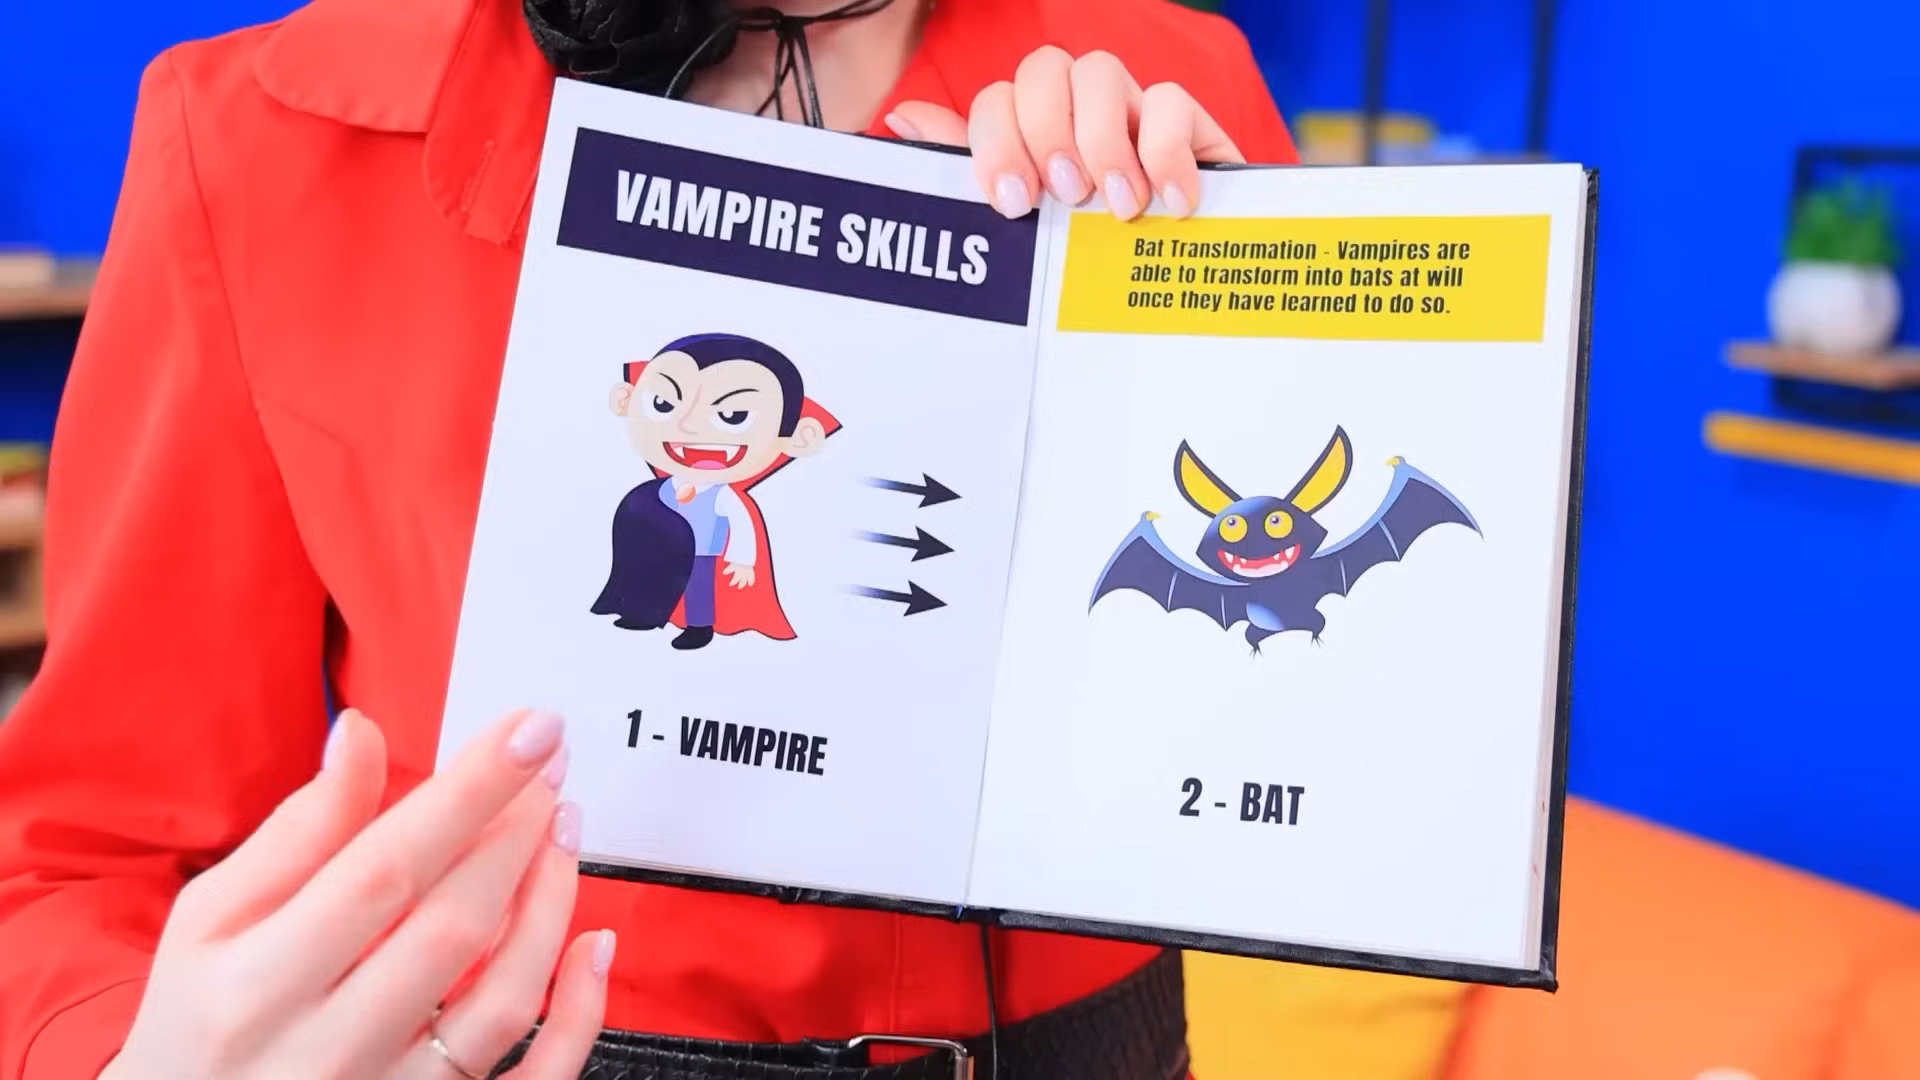 VAMPIRE SKILLS
1 - VAMPIRE
Bat Transformation - Vampires are
able to transform into bats at will
once they have learned to do so.
2 - BAT